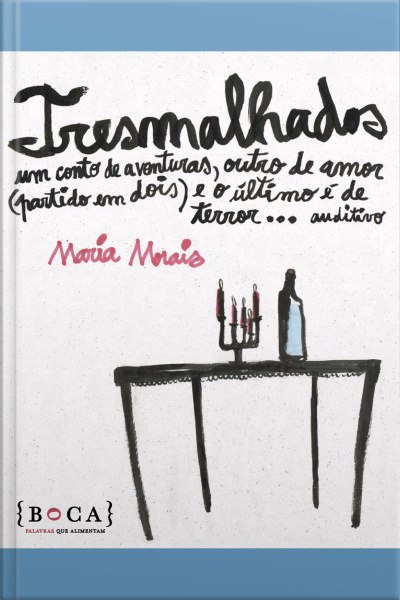 Tresmalhados
um conto de aventuras, outro de amor
(partido em dois) e o último é de
terror... auditivo
Maria Morais
{BOCA}
PALAVRAS QUE ALIMENTAM